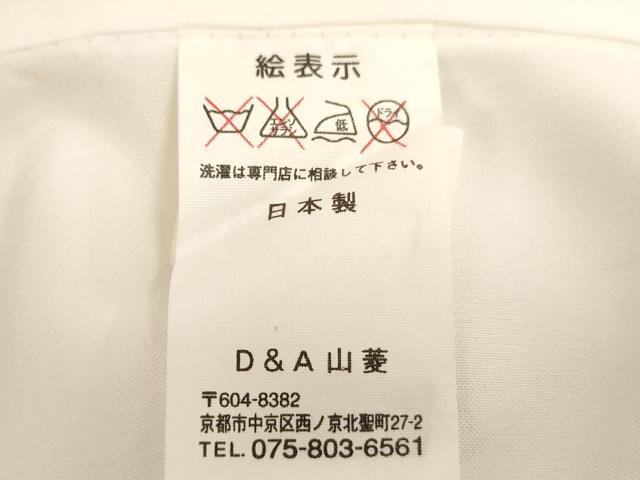 絵表示
エンソ
サラシ
低
ドライ
洗濯は専門店に相談して下さい。
日本製
D&A山菱
〒604-8382
京都市中京区西ノ京北聖町27-2
TEL. 075-803-6561